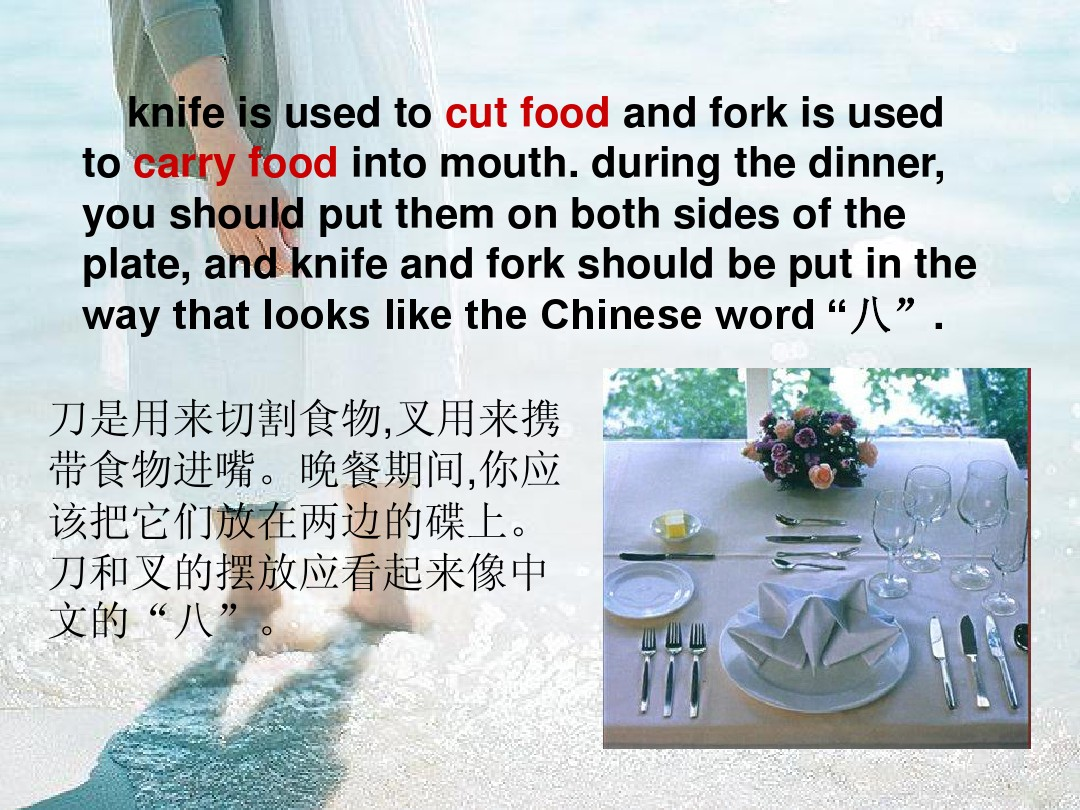 knife is used to cut food and fork is used
to carry food into mouth. during the dinner,
you should put them on both sides of the
plate, and knife and fork should be put in the
way that looks like the Chinese word “八”.
刀是用来切割食物,叉用来携
带食物进嘴。晚餐期间,你应
该把它们放在两边的碟上。
刀和叉的摆放应看起来像中
文的“八”。